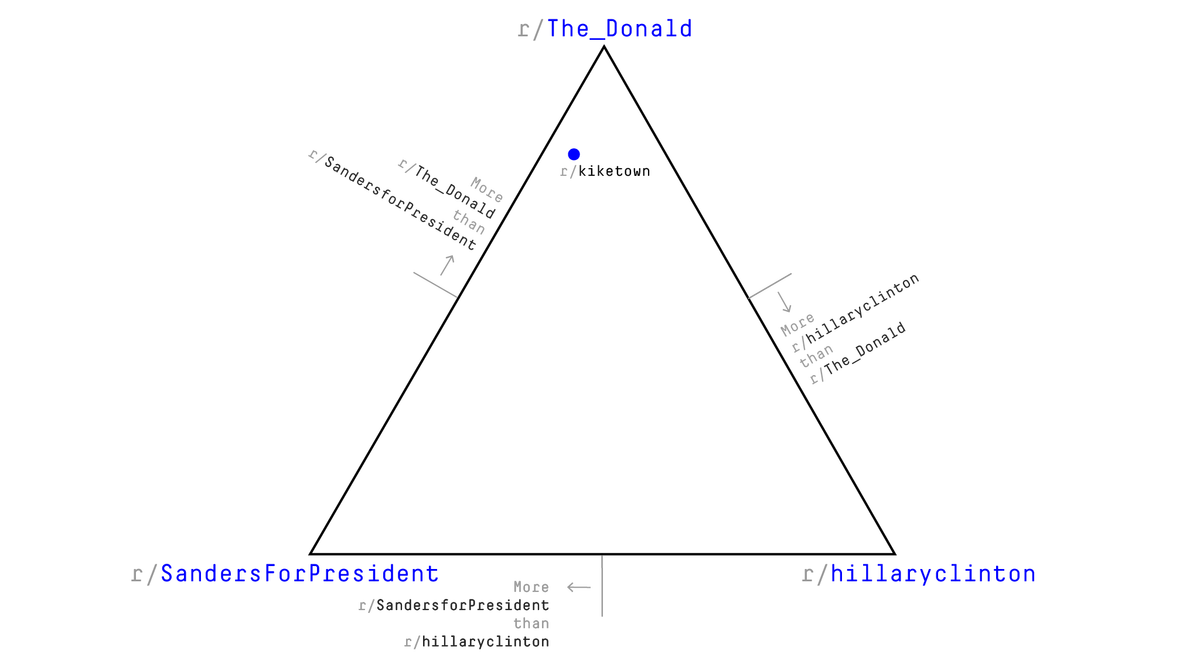 r/The_Donald
r/kiketown
More
r/The_Donald
than
r/SandersforPresident
More
r/hillaryclinton
than
r/The_Donald
r/SandersForPresident
r/hillaryclinton
More
r/SandersforPresident
than
r/hillaryclinton